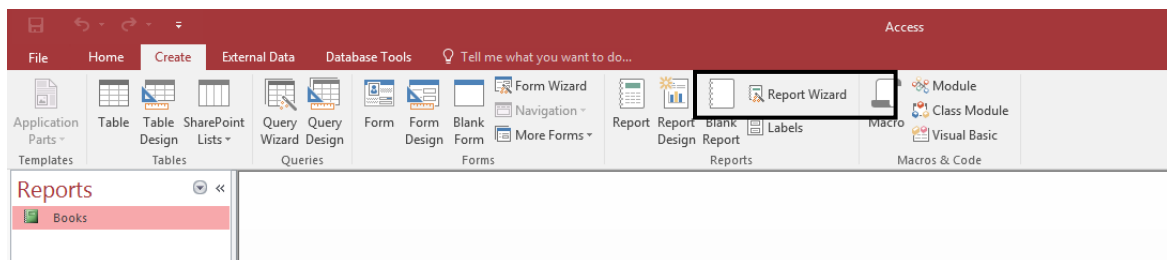 Access
File Home Create External Data Database Tools Tell me what you want to do...
Application Parts
Table
Table Design
SharePoint Lists
Query Wizard
Query Design
Form
Form Design
Blank Form
Form Wizard
Navigation
More Forms
Report
Report Design
Blank Report
Report Wizard
Labels
Macro
Module
Class Module
Visual Basic
Templates Tables Queries Forms Reports Macros & Code
Reports
Books